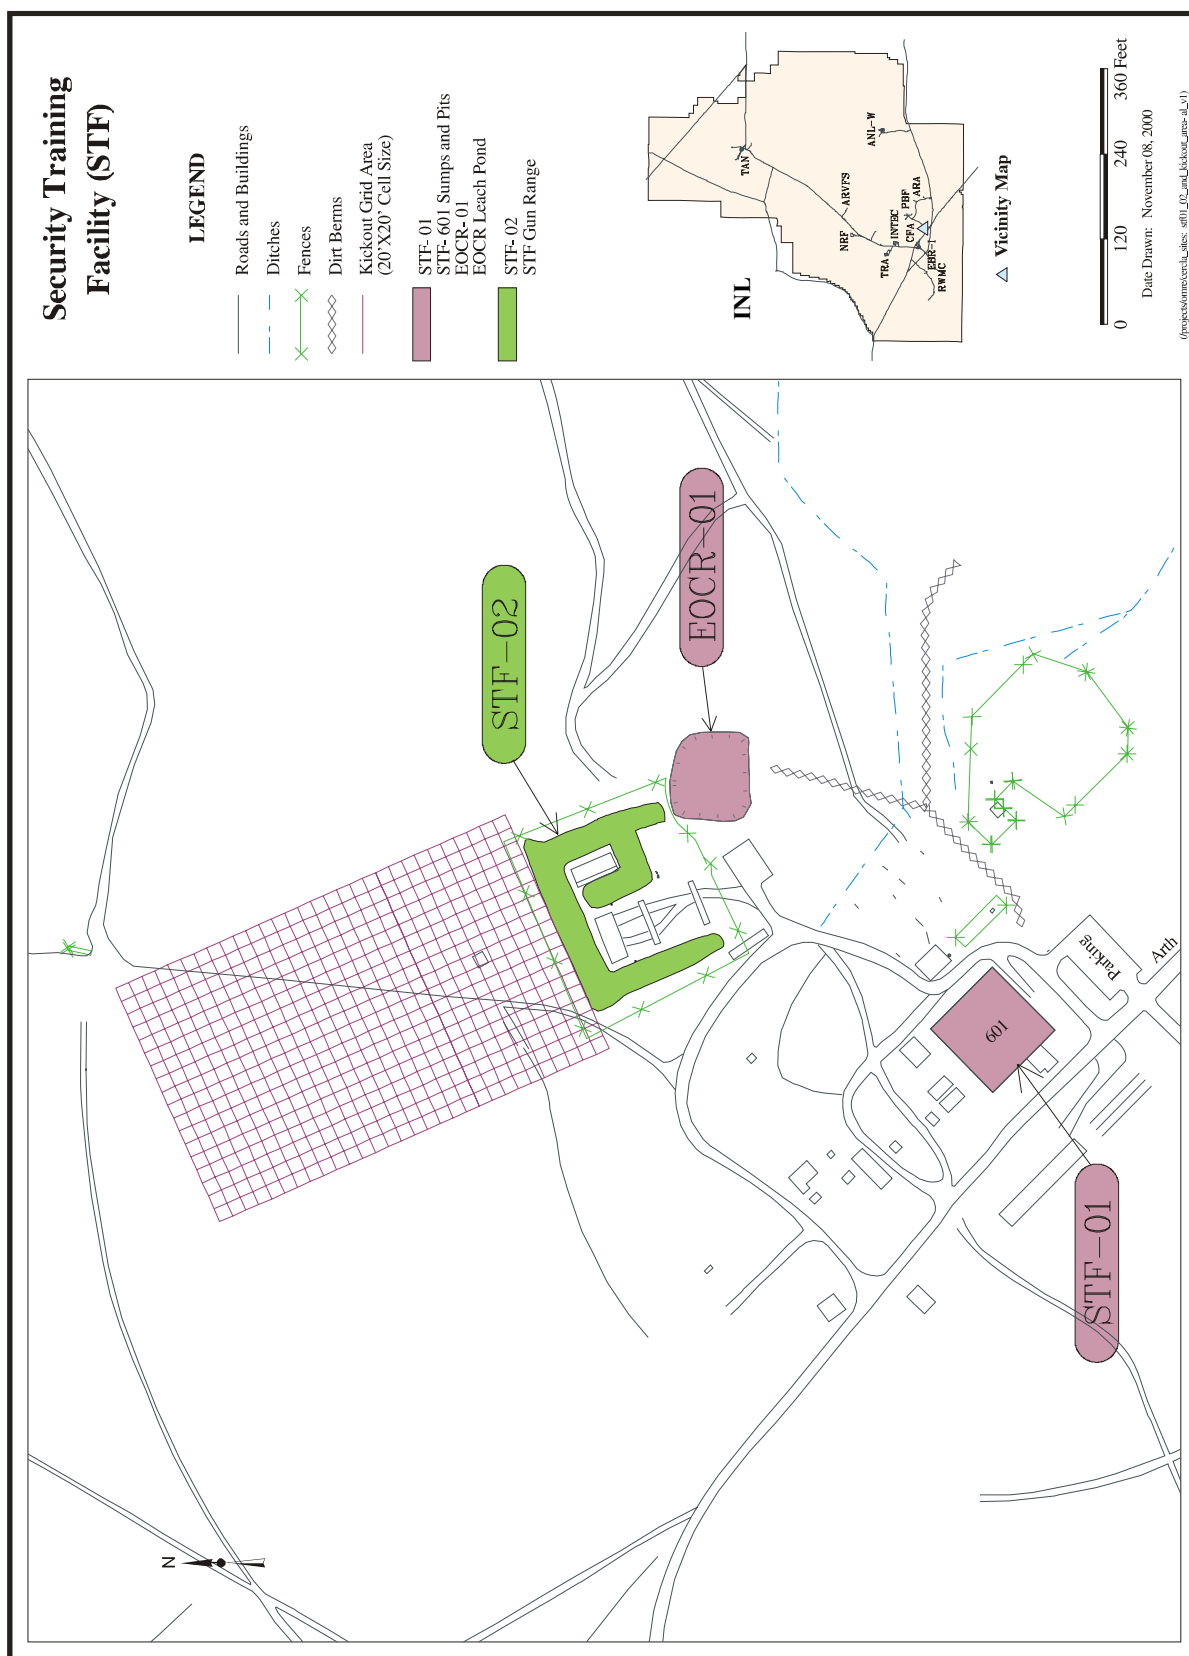 Security Training
Facility (STF)
LEGEND
Roads and Buildings
Ditches
Fences
Dirt Berms
Kickout Grid Area
(20'X20' Cell Size)
STF- 01
STF- 601 Sumps and Pits
EOCR- 01
EOCR Leach Pond
STF- 02
STF Gun Range
INL
TAN
ANL-W
ARVFS
NRF
INTEC
PBF
ARA
CFA
TRA
EBR-I
RWMC
Vicinity Map
0 120 240 360 Feet
Date Drawn: November 08, 2000
STF-02
EOCR-01
STF-01
601
Parking
Arth
N